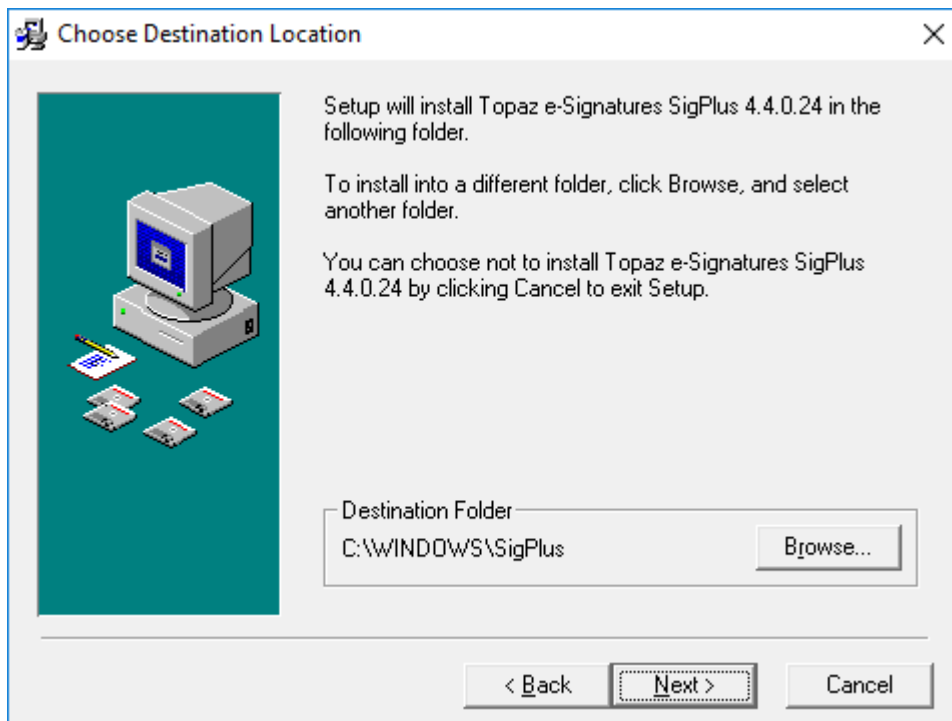 Choose Destination Location
Setup will install Topaz e-Signatures SigPlus 4.4.0.24 in the
following folder.
To install into a different folder, click Browse, and select
another folder.
You can choose not to install Topaz e-Signatures SigPlus
4.4.0.24 by clicking Cancel to exit Setup.
Destination Folder
C:\WINDOWS\SigPlus
Browse...
< Back
Next >
Cancel